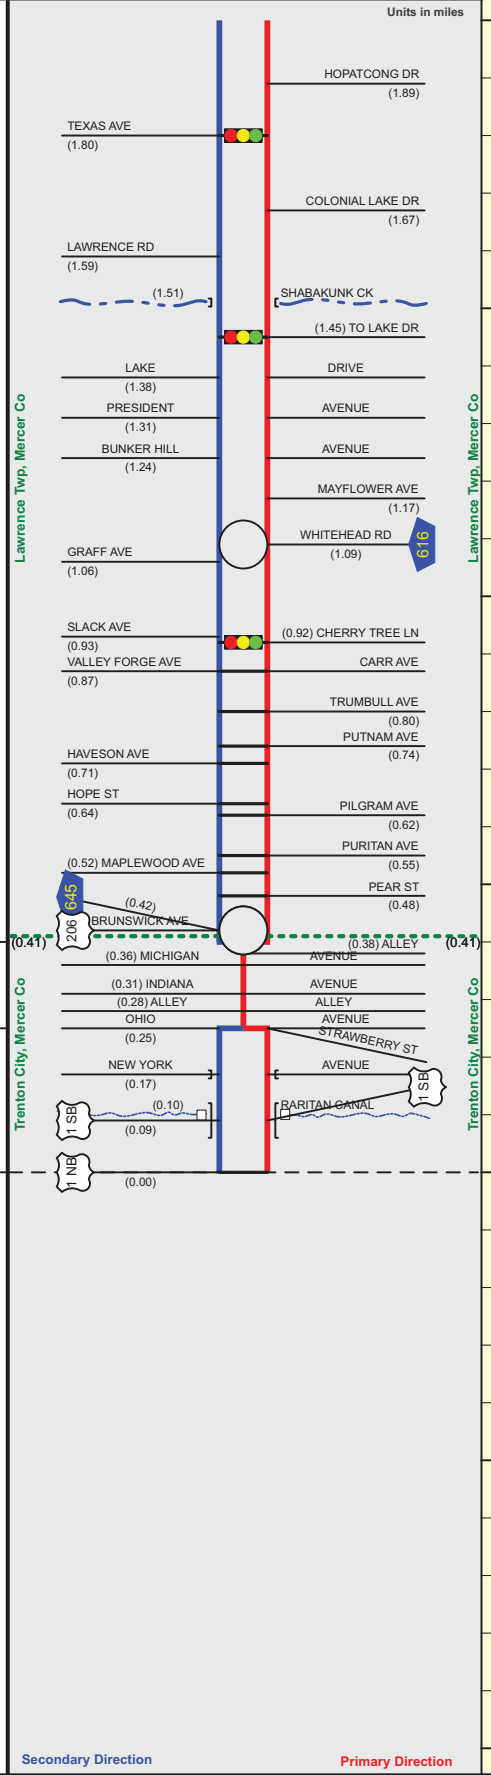 Units in miles
HOPATCONG DR
(1.89)
TEXAS AVE
(1.80)
COLONIAL LAKE DR
(1.67)
LAWRENCE RD
(1.59)
(1.51) SHABAKUNK CK
(1.45) TO LAKE DR
LAKE DRIVE
(1.38)
PRESIDENT AVENUE
(1.31)
BUNKER HILL AVENUE
(1.24)
MAYFLOWER AVE
(1.17)
Lawrence Twp, Mercer Co
Lawrence Twp, Mercer Co
WHITEHEAD RD
(1.09)
616
GRAFF AVE
(1.06)
SLACK AVE
(0.93)
(0.92) CHERRY TREE LN
VALLEY FORGE AVE CARR AVE
(0.87)
TRUMBULL AVE
(0.80)
PUTNAM AVE
(0.74)
HAVESON AVE
(0.71)
HOPE ST
(0.64)
PILGRAM AVE
(0.62)
PURITAN AVE
(0.55)
(0.52) MAPLEWOOD AVE
PEAR ST
(0.48)
645
(0.42)
206
BRUNSWICK AVE
(0.41)
(0.41)
(0.38) ALLEY
(0.36) MICHIGAN AVENUE
(0.31) INDIANA AVENUE
(0.28) ALLEY ALLEY
OHIO AVENUE
(0.25)
STRAWBERRY ST
Trenton City, Mercer Co
Trenton City, Mercer Co
NEW YORK AVENUE
(0.17)
1 SB
(0.10) RARITAN CANAL
1 SB
(0.09)
1 NB
(0.00)
Secondary Direction
Primary Direction